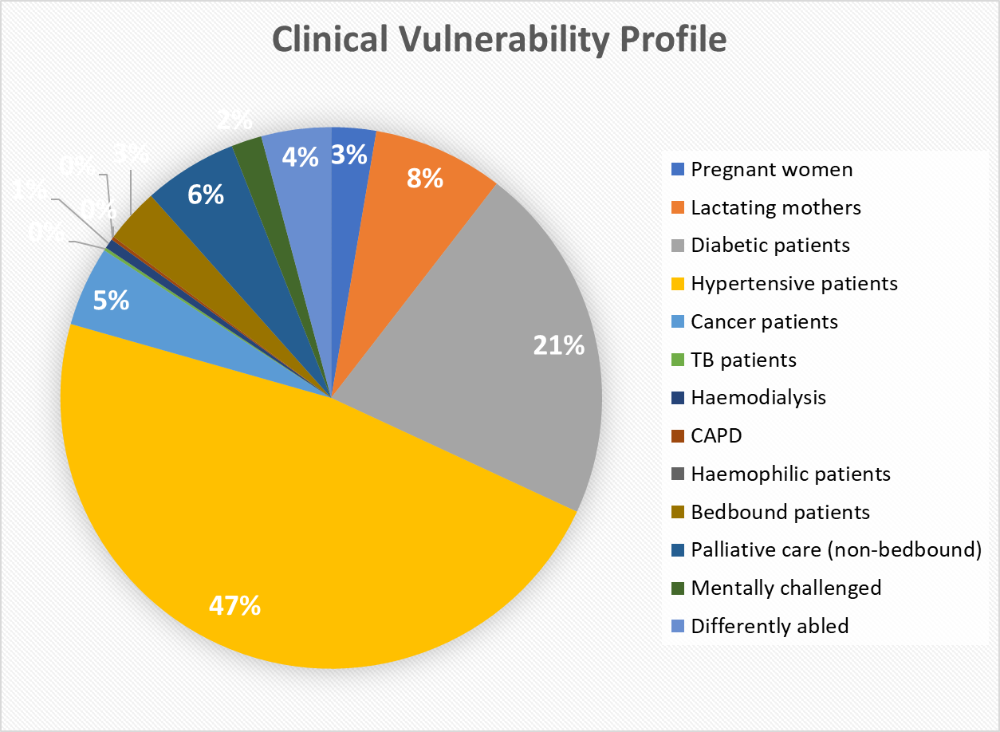 Clinical Vulnerability Profile
3%
8%
21%
47%
5%
0%
1%
0%
0%
3%
6%
2%
4%
Pregnant women
Lactating mothers
Diabetic patients
Hypertensive patients
Cancer patients
TB patients
Haemodialysis
CAPD
Haemophilic patients
Bedbound patients
Palliative care (non-bedbound)
Mentally challenged
Differently abled